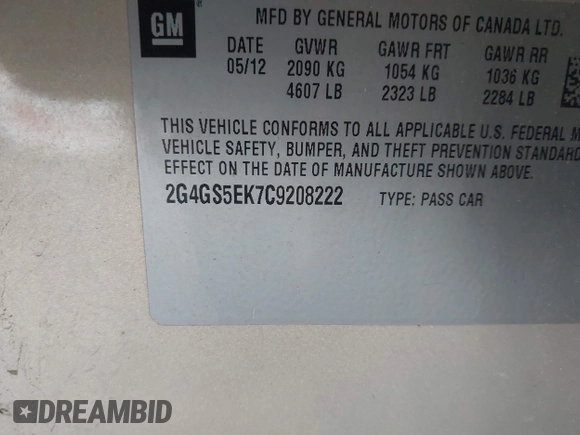 GM
MFD BY GENERAL MOTORS OF CANADA LTD.
DATE GVWR GAWR FRT GAWR RR
05/12 2090 KG 1054 KG 1036 KG
4607 LB 2323 LB 2284 LB
THIS VEHICLE CONFORMS TO ALL APPLICABLE U.S. FEDERAL M
VEHICLE SAFETY, BUMPER, AND THEFT PREVENTION STANDARD
EFFECT ON THE DATE OF MANUFACTURE SHOWN ABOVE.
2G4GS5EK7C9208222 TYPE: PASS CAR
DREAMBID